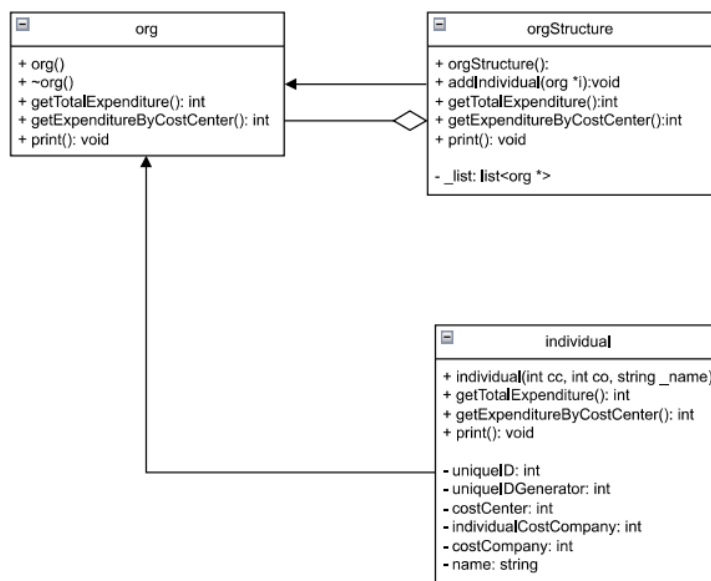 org
+ org()
+ ~org()
+ getTotalExpenditure(): int
+ getExpenditureByCostCenter(): int
+ print(): void
orgStructure
+ orgStructure():
+ addIndividual(org *i):void
+ getTotalExpenditure():int
+ getExpenditureByCostCenter():int
+ print(): void
- _list: list<org *>
individual
+ individual(int cc, int co, string _name)
+ getTotalExpenditure(): int
+ getExpenditureByCostCenter(): int
+ print(): void
- uniqueID: int
- uniqueIDGenerator: int
- costCenter: int
- individualCostCompany: int
- costCompany: int
- name: string